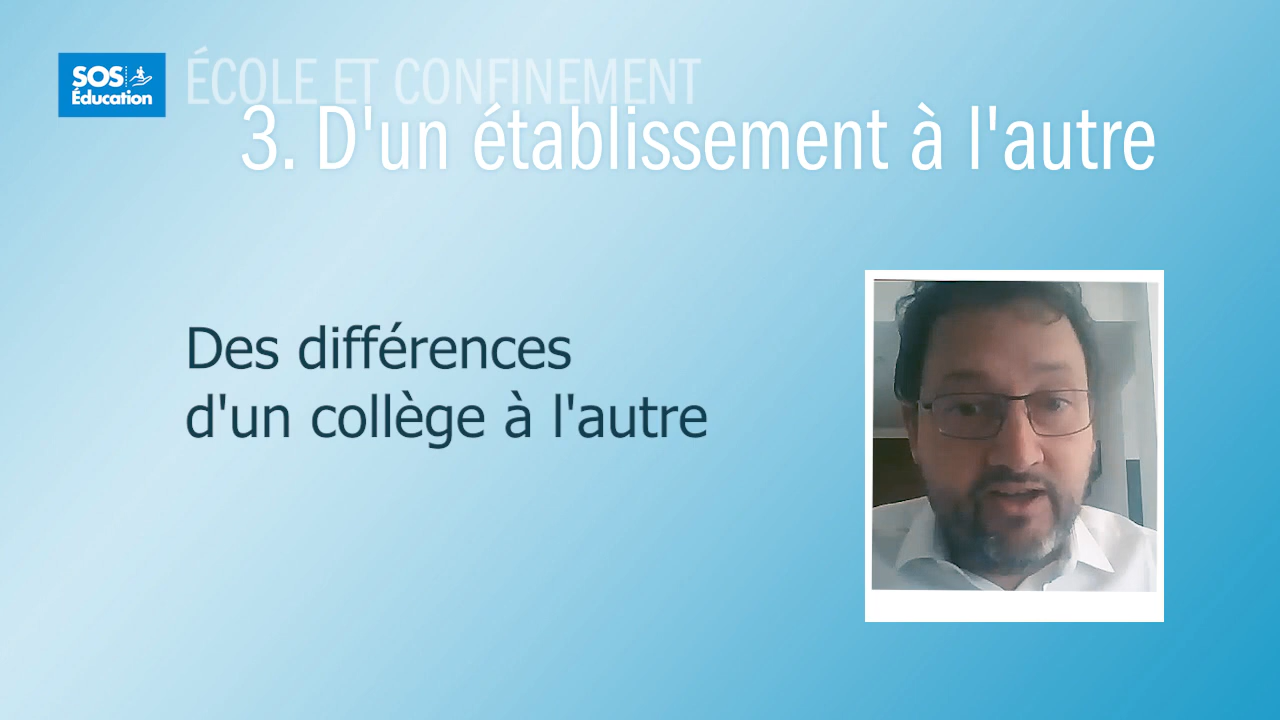 SOS
Éducation
ÉCOLE ET CONFINEMENT
3. D'un établissement à l'autre
Des différences
d'un collège à l'autre